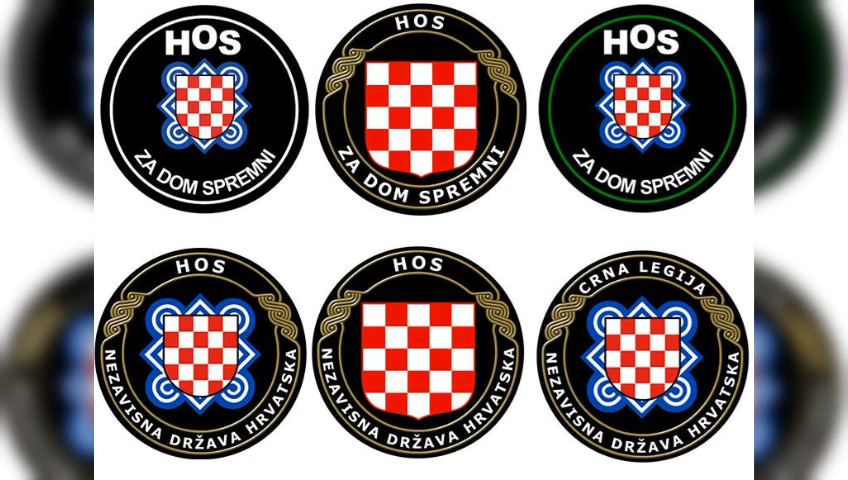 HOS
ZA DOM SPREMNI
HOS
ZA DOM SPREMNI
HOS
ZA DOM SPREMNI
HOS
NEZAVISNA DRŽAVA HRVATSKA
HOS
NEZAVISNA DRŽAVA HRVATSKA
CRNA LEGIJA
NEZAVISNA DRŽAVA HRVATSKA